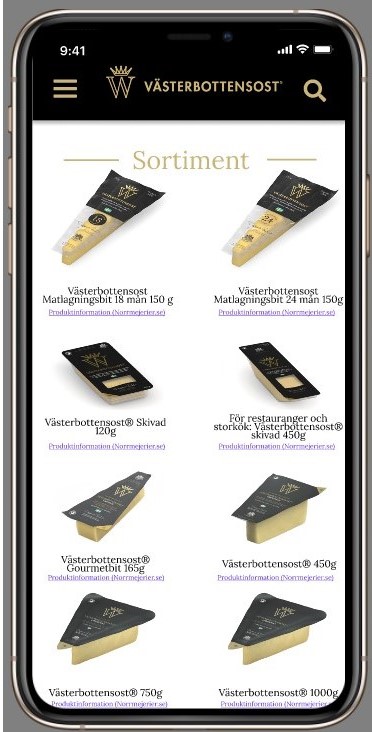 9:41
VÄSTERBOTTENSOST®
Sortiment
18
24
Västerbottensost
Matlagningsbit 18 mån 150 g
Produktinformation (Norrmejerier.se)
Västerbottensost
Matlagningsbit 24 mån 150g
Produktinformation (Norrmejerier.se)
Västerbottensost® Skivad
120g
Produktinformation (Norrmejerier.se)
För restauranger och
storkök: Västerbottensost®
skivad 450g
Produktinformation (Norrmejerier.se)
Västerbottensost®
Gourmetbit 165g
Produktinformation (Norrmejerier.se)
Västerbottensost® 450g
Produktinformation (Norrmejerier.se)
Västerbottensost® 750g
Produktinformation (Norrmejerier.se)
Västerbottensost® 1000g
Produktinformation (Norrmejerier.se)